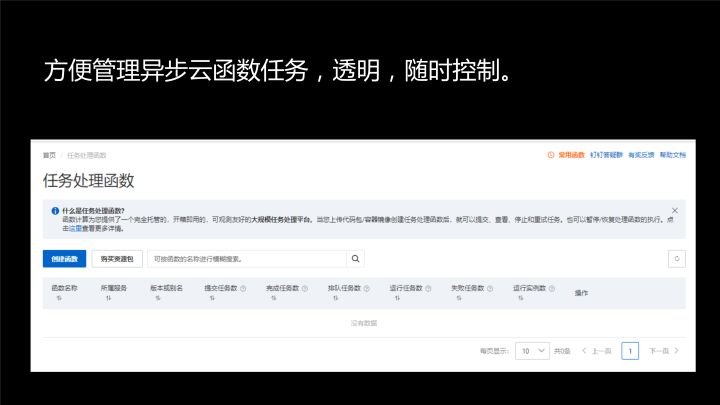 方便管理异步云函数任务，透明，随时控制。
首页 / 任务处理函数
常用函数 钉钉答疑群 有奖反馈 帮助文档
任务处理函数
什么是任务处理函数?
函数计算为您提供了一个完全托管的、开箱即用的、可观测友好的大规模任务处理平台。当您上传代码包/容器镜像创建任务处理函数后，就可以提交、查看、停止和重试任务。也可以暂停/恢复处理函数的执行。点
击这里查看更多详情。
创建函数 购买资源包 可按函数的名称进行模糊搜索。
函数名称 所属服务 版本或别名 提交任务数 完成任务数 排队任务数 运行任务数 失败任务数 运行实例数 操作
没有数据
每页显示: 10 共0条 上一页 1 下一页